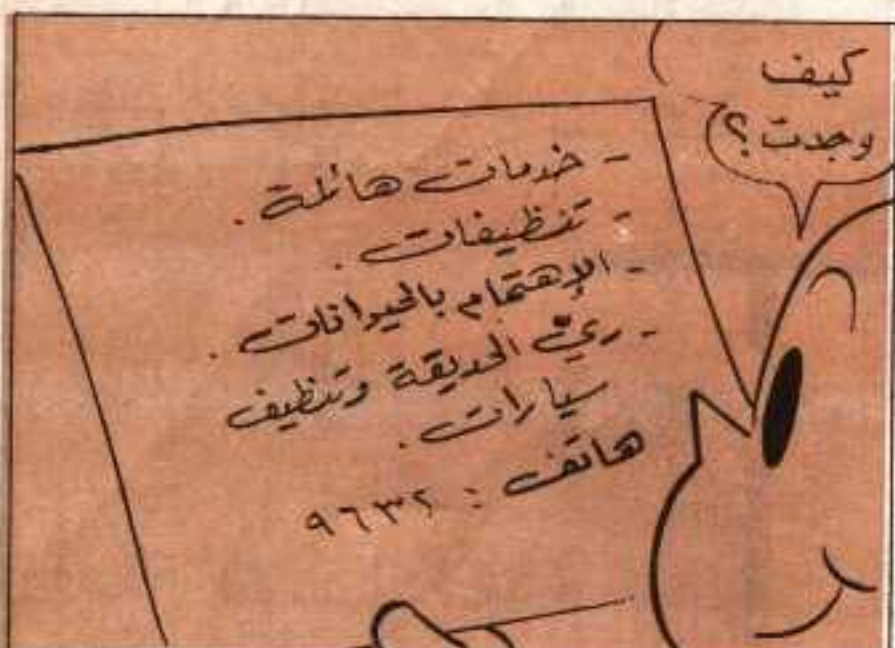 كيف
وجدت؟
- خدمات هائلة.
- تنظيفات.
- الإهتمام بالحيوانات.
- ريّ الحديقة وتنظيف
سيارات.
هاتف: ٩٦٣٢